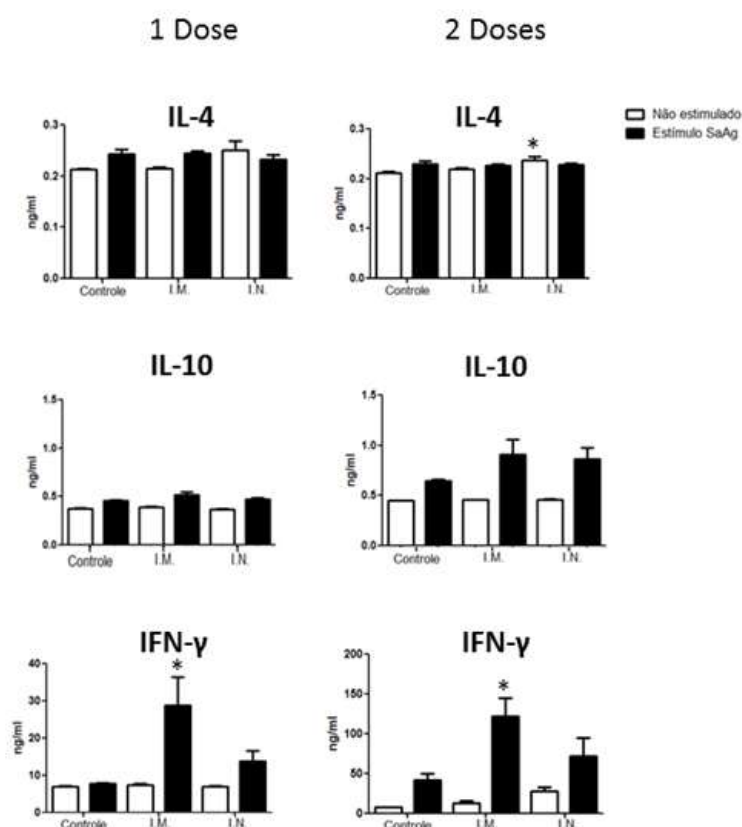 1 Dose
2 Doses
IL-4
ng/ml
0.3
0.2
0.1
0.0
Controle I.M. I.N.
IL-4
ng/ml
0.3
0.2
0.1
0.0
*
Controle I.M. I.N.
Não estimulado
Estímulo SaAg
IL-10
ng/ml
1.5
1.0
0.5
0.0
Controle I.M. I.N.
IL-10
ng/ml
1.5
1.0
0.5
0.0
Controle I.M. I.N.
IFN-γ
ng/ml
40
30
20
10
0
*
Controle I.M. I.N.
IFN-γ
ng/ml
200
150
100
50
0
*
Controle I.M. I.N.